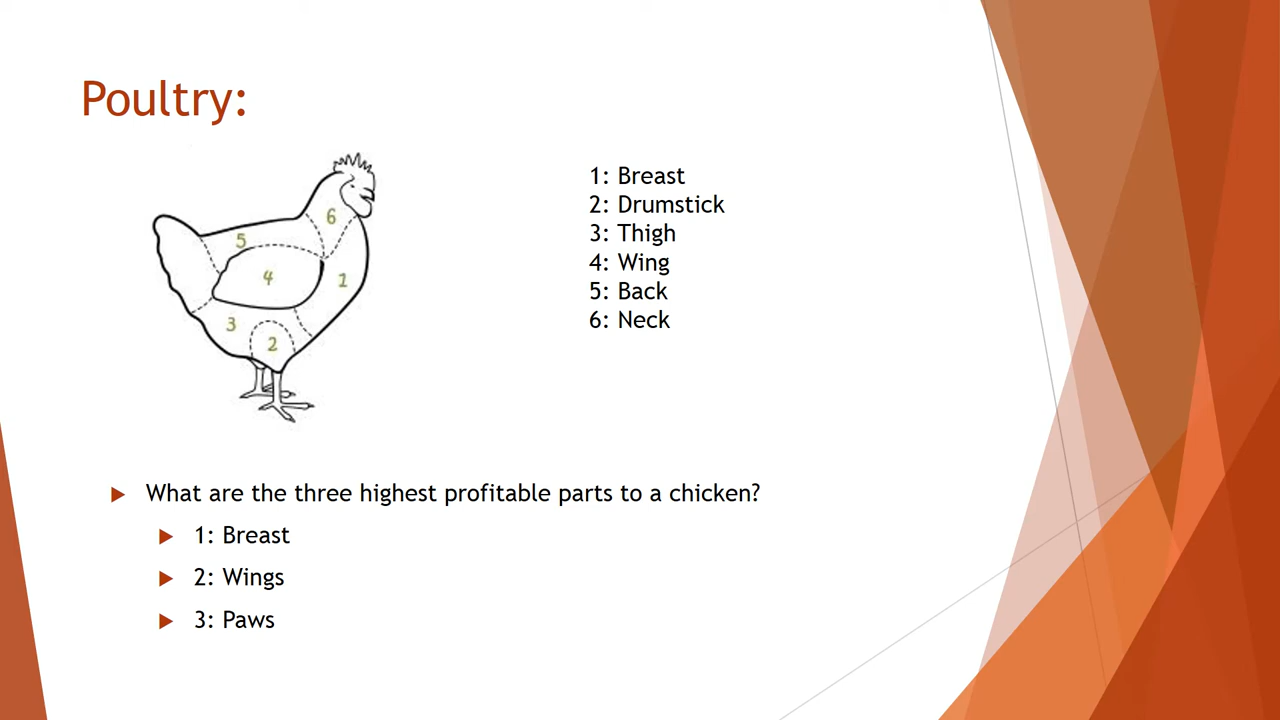 Poultry:
6
5
4
1
3
2
1: Breast
2: Drumstick
3: Thigh
4: Wing
5: Back
6: Neck
What are the three highest profitable parts to a chicken?
1: Breast
2: Wings
3: Paws